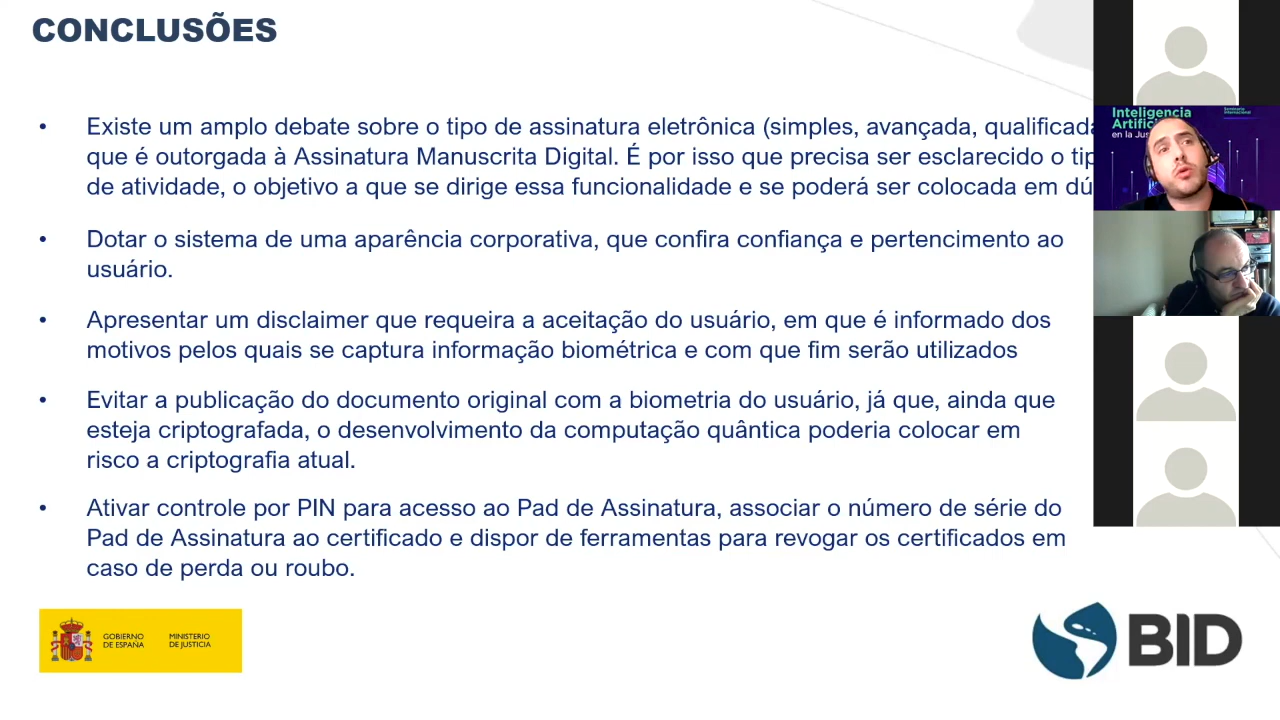 CONCLUSÕES
• Existe um amplo debate sobre o tipo de assinatura eletrônica (simples, avançada, qualificada
que é outorgada à Assinatura Manuscrita Digital. É por isso que precisa ser esclarecido o
de atividade, o objetivo a que se dirige essa funcionalidade e se poderá ser colocada em
• Dotar o sistema de uma aparência corporativa, que confira confiança e pertencimento ao
usuário.
• Apresentar um disclaimer que requeira a aceitação do usuário, em que é informado dos
motivos pelos quais se captura informação biométrica e com que fim serão utilizados
• Evitar a publicação do documento original com a biometria do usuário, já que, ainda que
esteja criptografada, o desenvolvimento da computação quântica poderia colocar em
risco a criptografia atual.
• Ativar controle por PIN para acesso ao Pad de Assinatura, associar o número de série do
Pad de Assinatura ao certificado e dispor de ferramentas para revogar os certificados em
caso de perda ou roubo.
GOBIERNO
DE ESPAÑA
MINISTERIO
DE JUSTICIA
BID
Inteligencia
en la
Seminario
Internacional